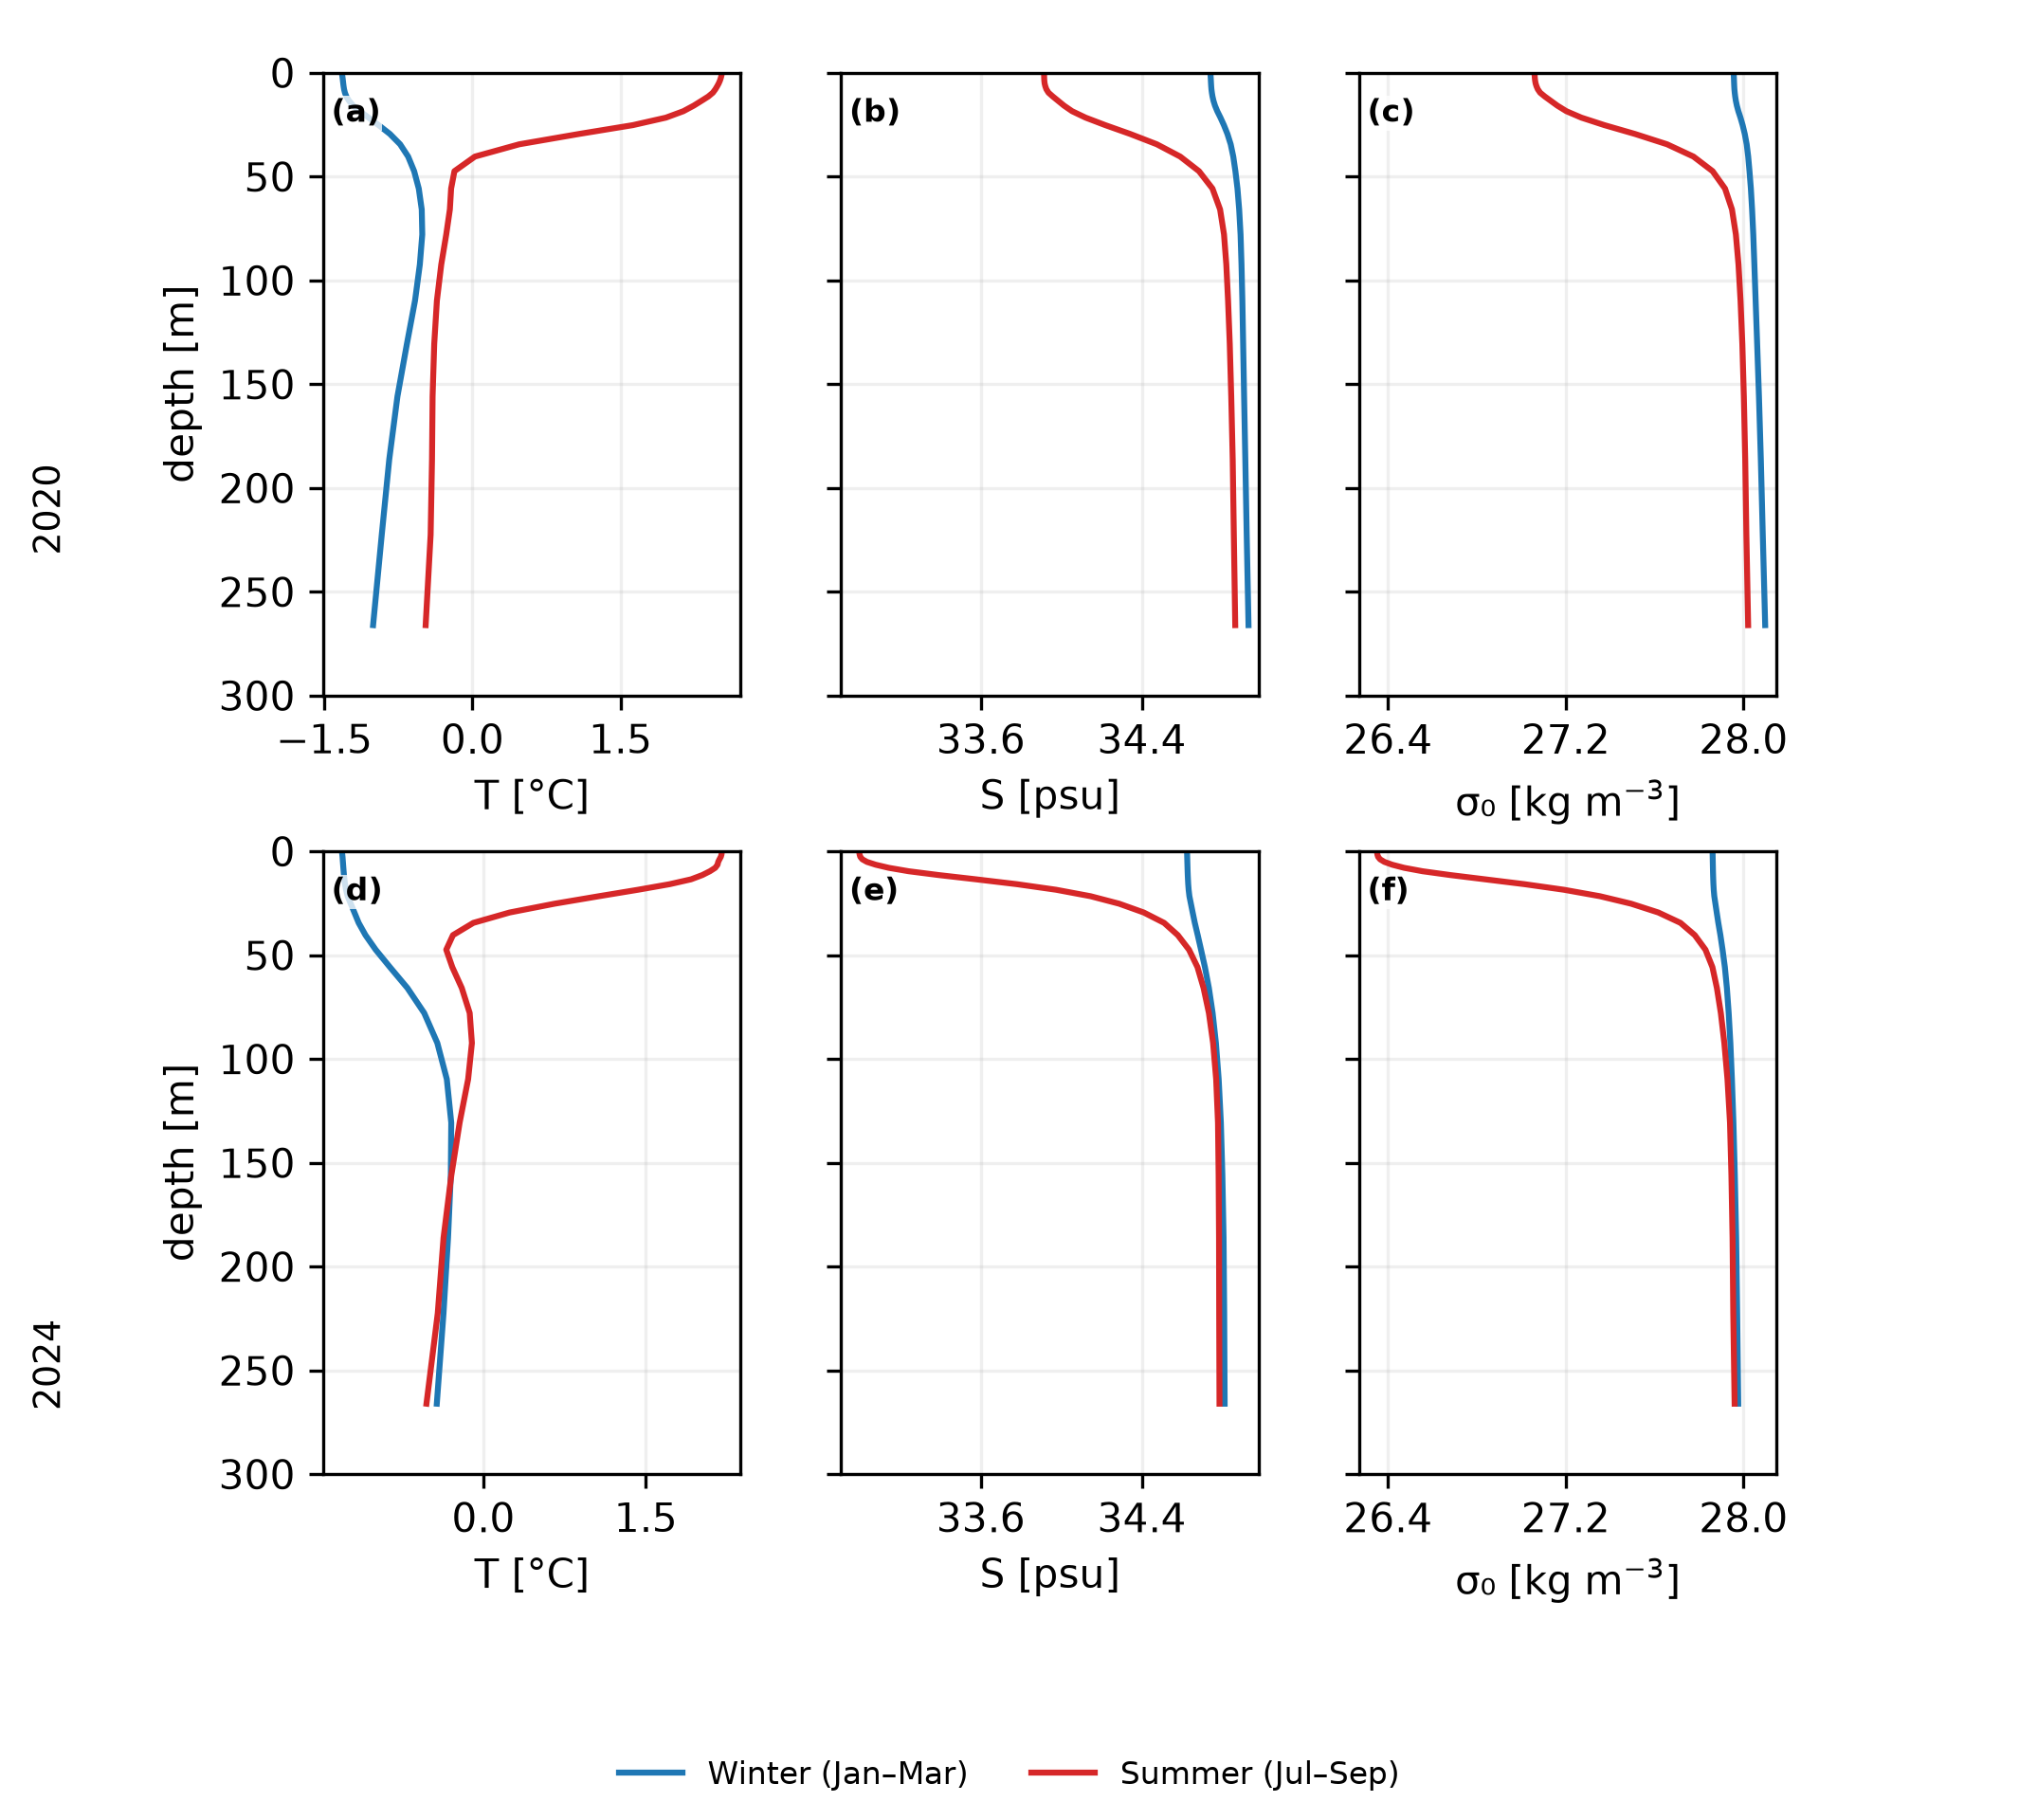 2020
depth [m]
0
50
100
150
200
250
300
(a)
−1.5 0.0 1.5
T [°C]
(b)
33.6 34.4
S [psu]
(c)
26.4 27.2 28.0
σ₀ [kg m⁻³]
2024
depth [m]
0
50
100
150
200
250
300
(d)
0.0 1.5
T [°C]
(e)
33.6 34.4
S [psu]
(f)
26.4 27.2 28.0
σ₀ [kg m⁻³]
Winter (Jan–Mar)
Summer (Jul–Sep)